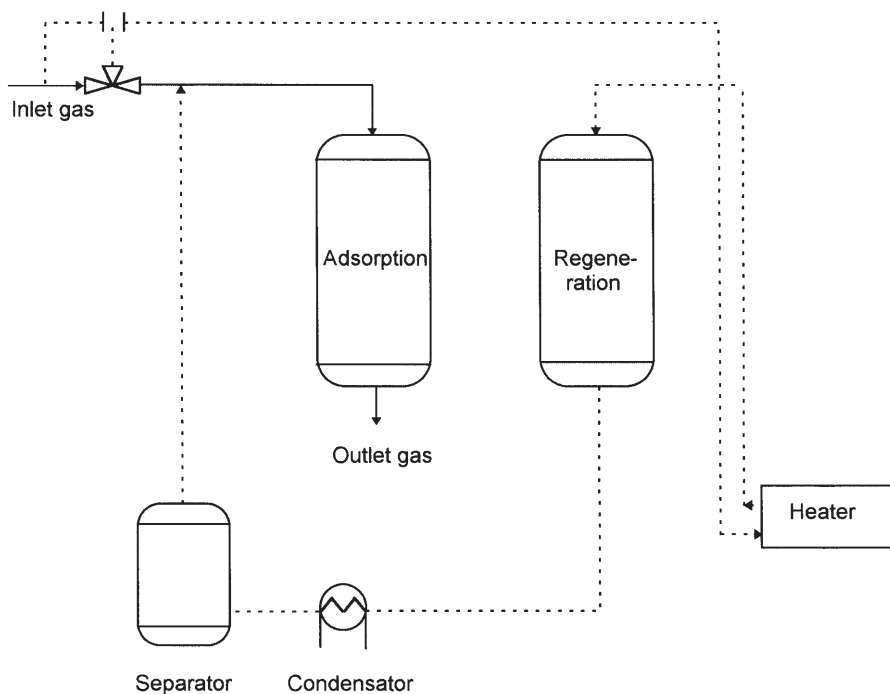 Inlet gas
Adsorption
Regene-
ration
Outlet gas
Heater
Separator
Condensator